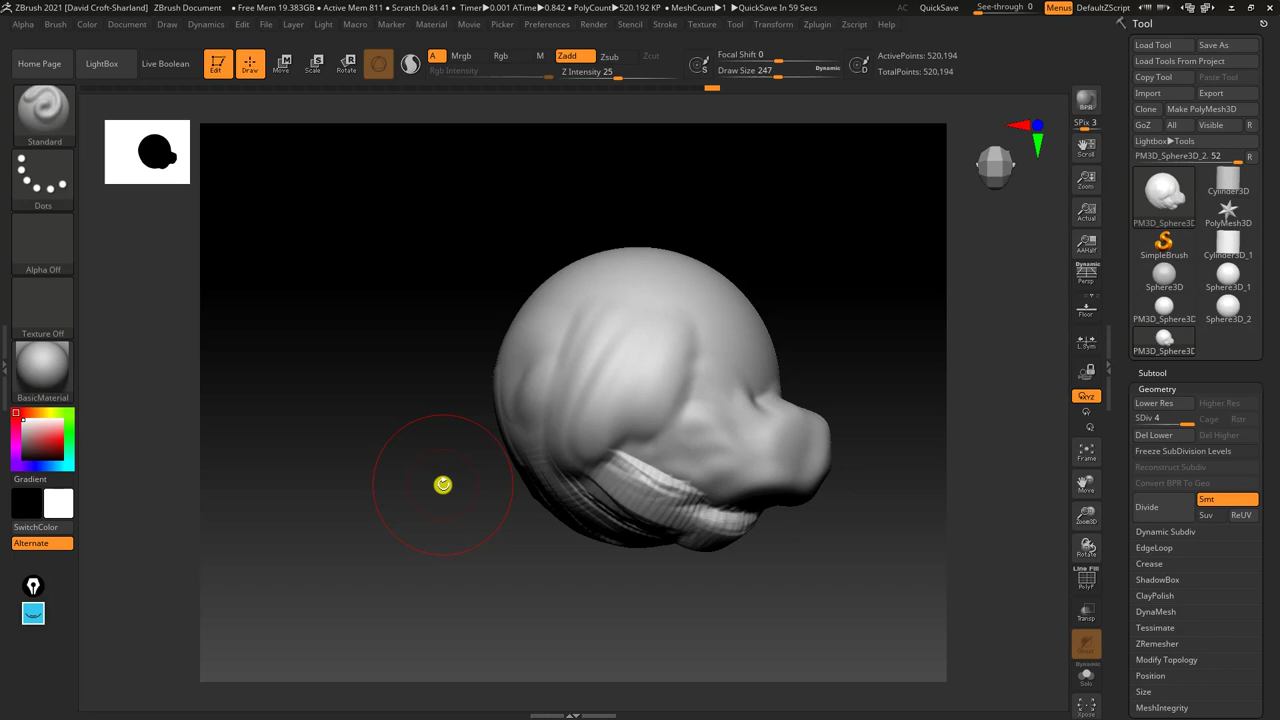 ZBrush 2021 [David Croft-Sharland] ZBrush Document • Free Mem 19.383GB • Active Mem 811 • Scratch Disk 41 • Timer▶0.001 ATime▶0.842 • PolyCount▶520.192 KP • MeshCount▶1 • QuickSave In 59 Secs AC QuickSave See-through 0 Menus DefaultZScript
Alpha Brush Color Document Draw Dynamics Edit File Layer Light Macro Marker Material Movie Picker Preferences Render Stencil Stroke Texture Tool Transform Zplugin Zscript Help
Tool
Home Page LightBox Live Boolean Edit Draw Move Scale Rotate
A Mrgb Rgb M Zadd Zsub Zcut
Rgb Intensity Z Intensity 25
S Focal Shift 0
Draw Size 247 Dynamic D
ActivePoints: 520,194
TotalPoints: 520,194
Standard
Dots
Alpha Off
Texture Off
BasicMaterial
Gradient
SwitchColor
Alternate
BPR
SPix 3
Scroll
Zoom
Actual
AAHalf
Dynamic
Persp
Floor
L.Sym
XYZ
Frame
Move
Zoom3D
Rotate
Line Fill
PolyF
Transp
Ghost
Dynamic
Solo
Xpose
Load Tool Save As
Load Tools From Project
Copy Tool Paste Tool
Import Export
Clone Make PolyMesh3D
GoZ All Visible R
Lightbox▶Tools
PM3D_Sphere3D_2. 52 R
PM3D_Sphere3D Cylinder3D
PolyMesh3D
SimpleBrush Cylinder3D_1
Sphere3D Sphere3D_1
PM3D_Sphere3D Sphere3D_2
PM3D_Sphere3D
Subtool
Geometry
Lower Res Higher Res
SDiv 4 Cage Rstr
Del Lower Del Higher
Freeze SubDivision Levels
Reconstruct Subdiv
Convert BPR To Geo
Divide Smt
Suv ReUV
Dynamic Subdiv
EdgeLoop
Crease
ShadowBox
ClayPolish
DynaMesh
Tessimate
ZRemesher
Modify Topology
Position
Size
MeshIntegrity